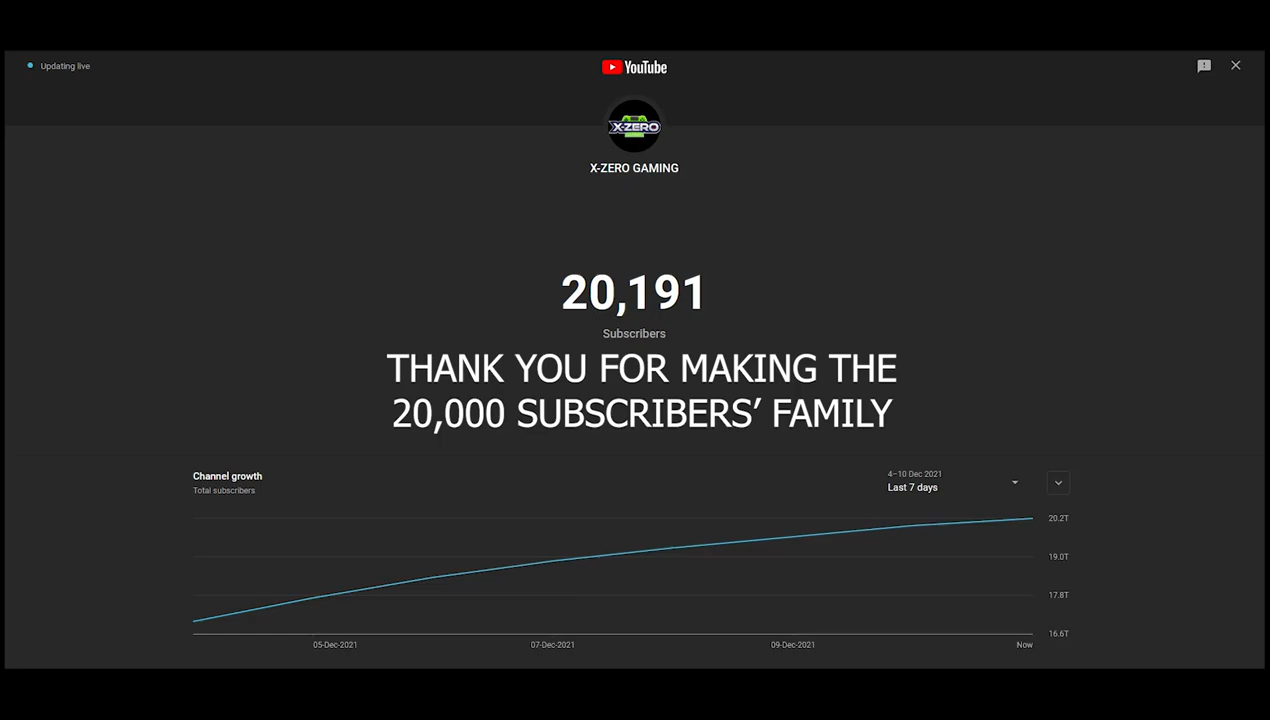 Updating live
YouTube
X-ZERO
X-ZERO GAMING
20,191
Subscribers
THANK YOU FOR MAKING THE
20,000 SUBSCRIBERS’ FAMILY
Channel growth
Total subscribers
4–10 Dec 2021
Last 7 days
20.2T
19.0T
17.8T
16.6T
05-Dec-2021
07-Dec-2021
09-Dec-2021
Now